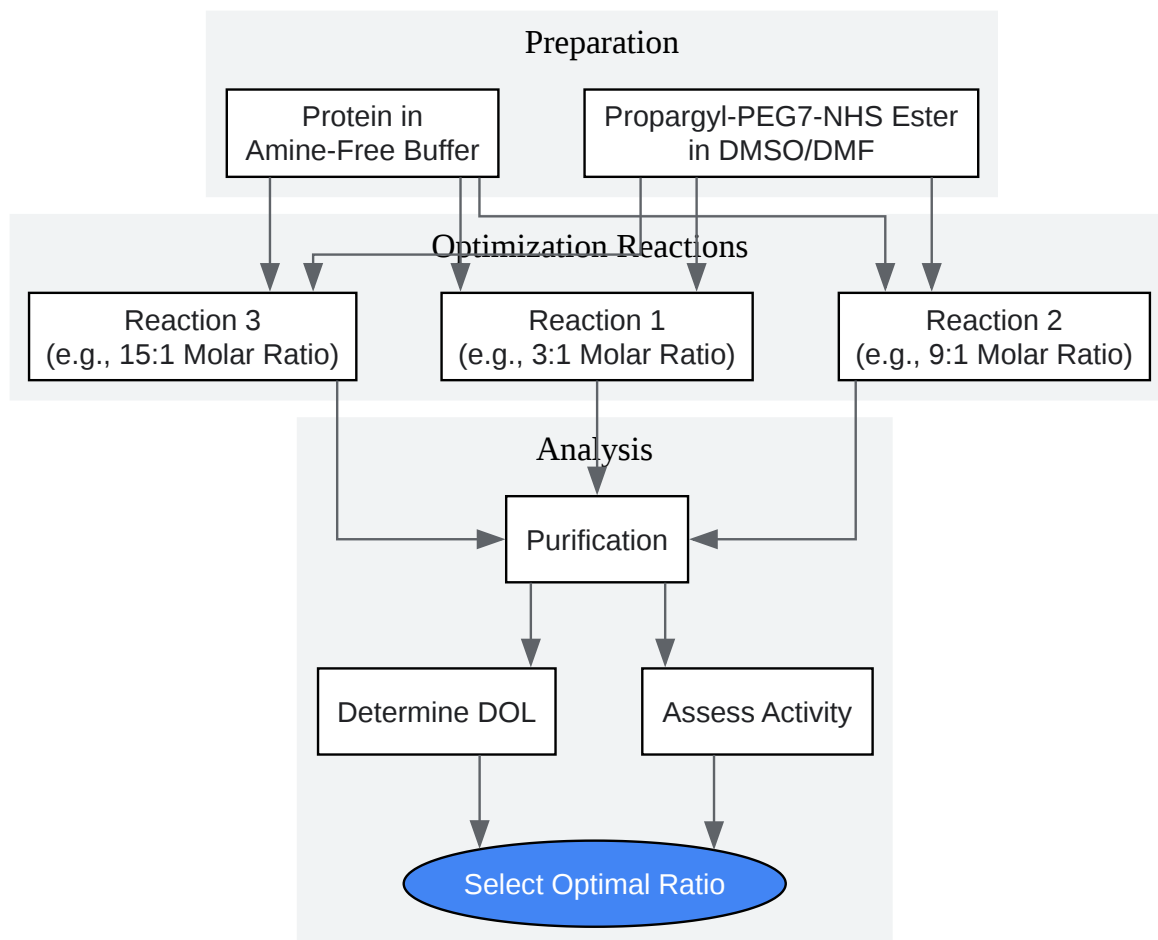 Preparation
Protein in
Amine-Free Buffer
Propargyl-PEG7-NHS Ester
in DMSO/DMF
Optimization Reactions
Reaction 3
(e.g., 15:1 Molar Ratio)
Reaction 1
(e.g., 3:1 Molar Ratio)
Reaction 2
(e.g., 9:1 Molar Ratio)
Analysis
Purification
Determine DOL
Assess Activity
Select Optimal Ratio